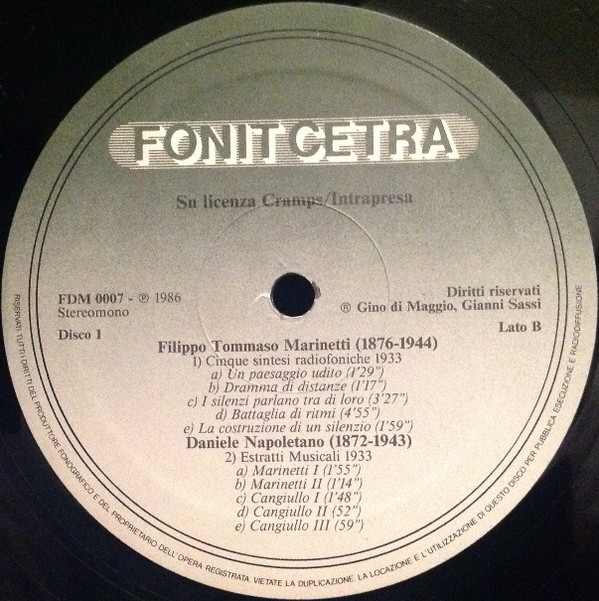 FONIT CETRA
Su licenza Cramps/Intrapresa
FDM 0007 - ℗ 1986
Stereomono
Disco 1
Diritti riservati
® Gino di Maggio, Gianni Sassi
Lato B
Filippo Tommaso Marinetti (1876-1944)
1) Cinque sintesi radiofoniche 1933
a) Un paesaggio udito (1'29")
b) Dramma di distanze (1'17")
c) I silenzi parlano tra di loro (3'27")
d) Battaglia di ritmi (4'55")
e) La costruzione di un silenzio (1'59")
Daniele Napoletano (1872-1943)
2) Estratti Musicali 1933
a) Marinetti I (1'55")
b) Marinetti II (1'14")
c) Cangiullo I (1'48")
d) Cangiullo II (52")
e) Cangiullo III (59")
RISERVATI TUTTI I DIRITTI DEL PRODUTTORE FONOGRAFICO E DEL PROPRIETARIO DELL'OPERA REGISTRATA. VIETATE LA DUPLICAZIONE. LA LOCAZIONE E L'UTILIZZAZIONE DI QUESTO DISCO PER PUBBLICA ESECUZIONE E RADIODIFFUSIONE